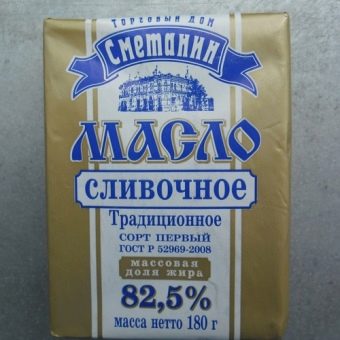 ТОРГОВЫЙ ДОМ
Сметанин
МАСЛО
СЛИВОЧНОЕ
Традиционное
СОРТ ПЕРВЫЙ
ГОСТ Р 52969-2008
массовая
доля жира
82,5%
масса нетто 180 г